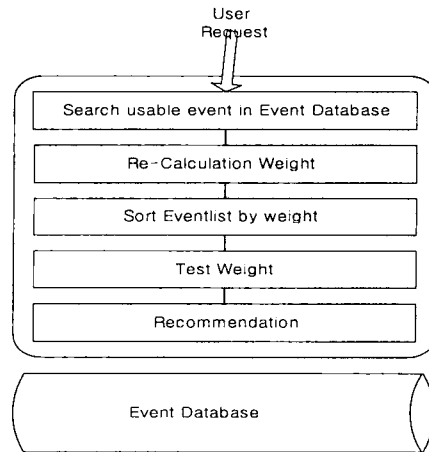 User
Request
Search usable event in Event Database
Re-Calculation Weight
Sort Eventlist by weight
Test Weight
Recommendation
Event Database